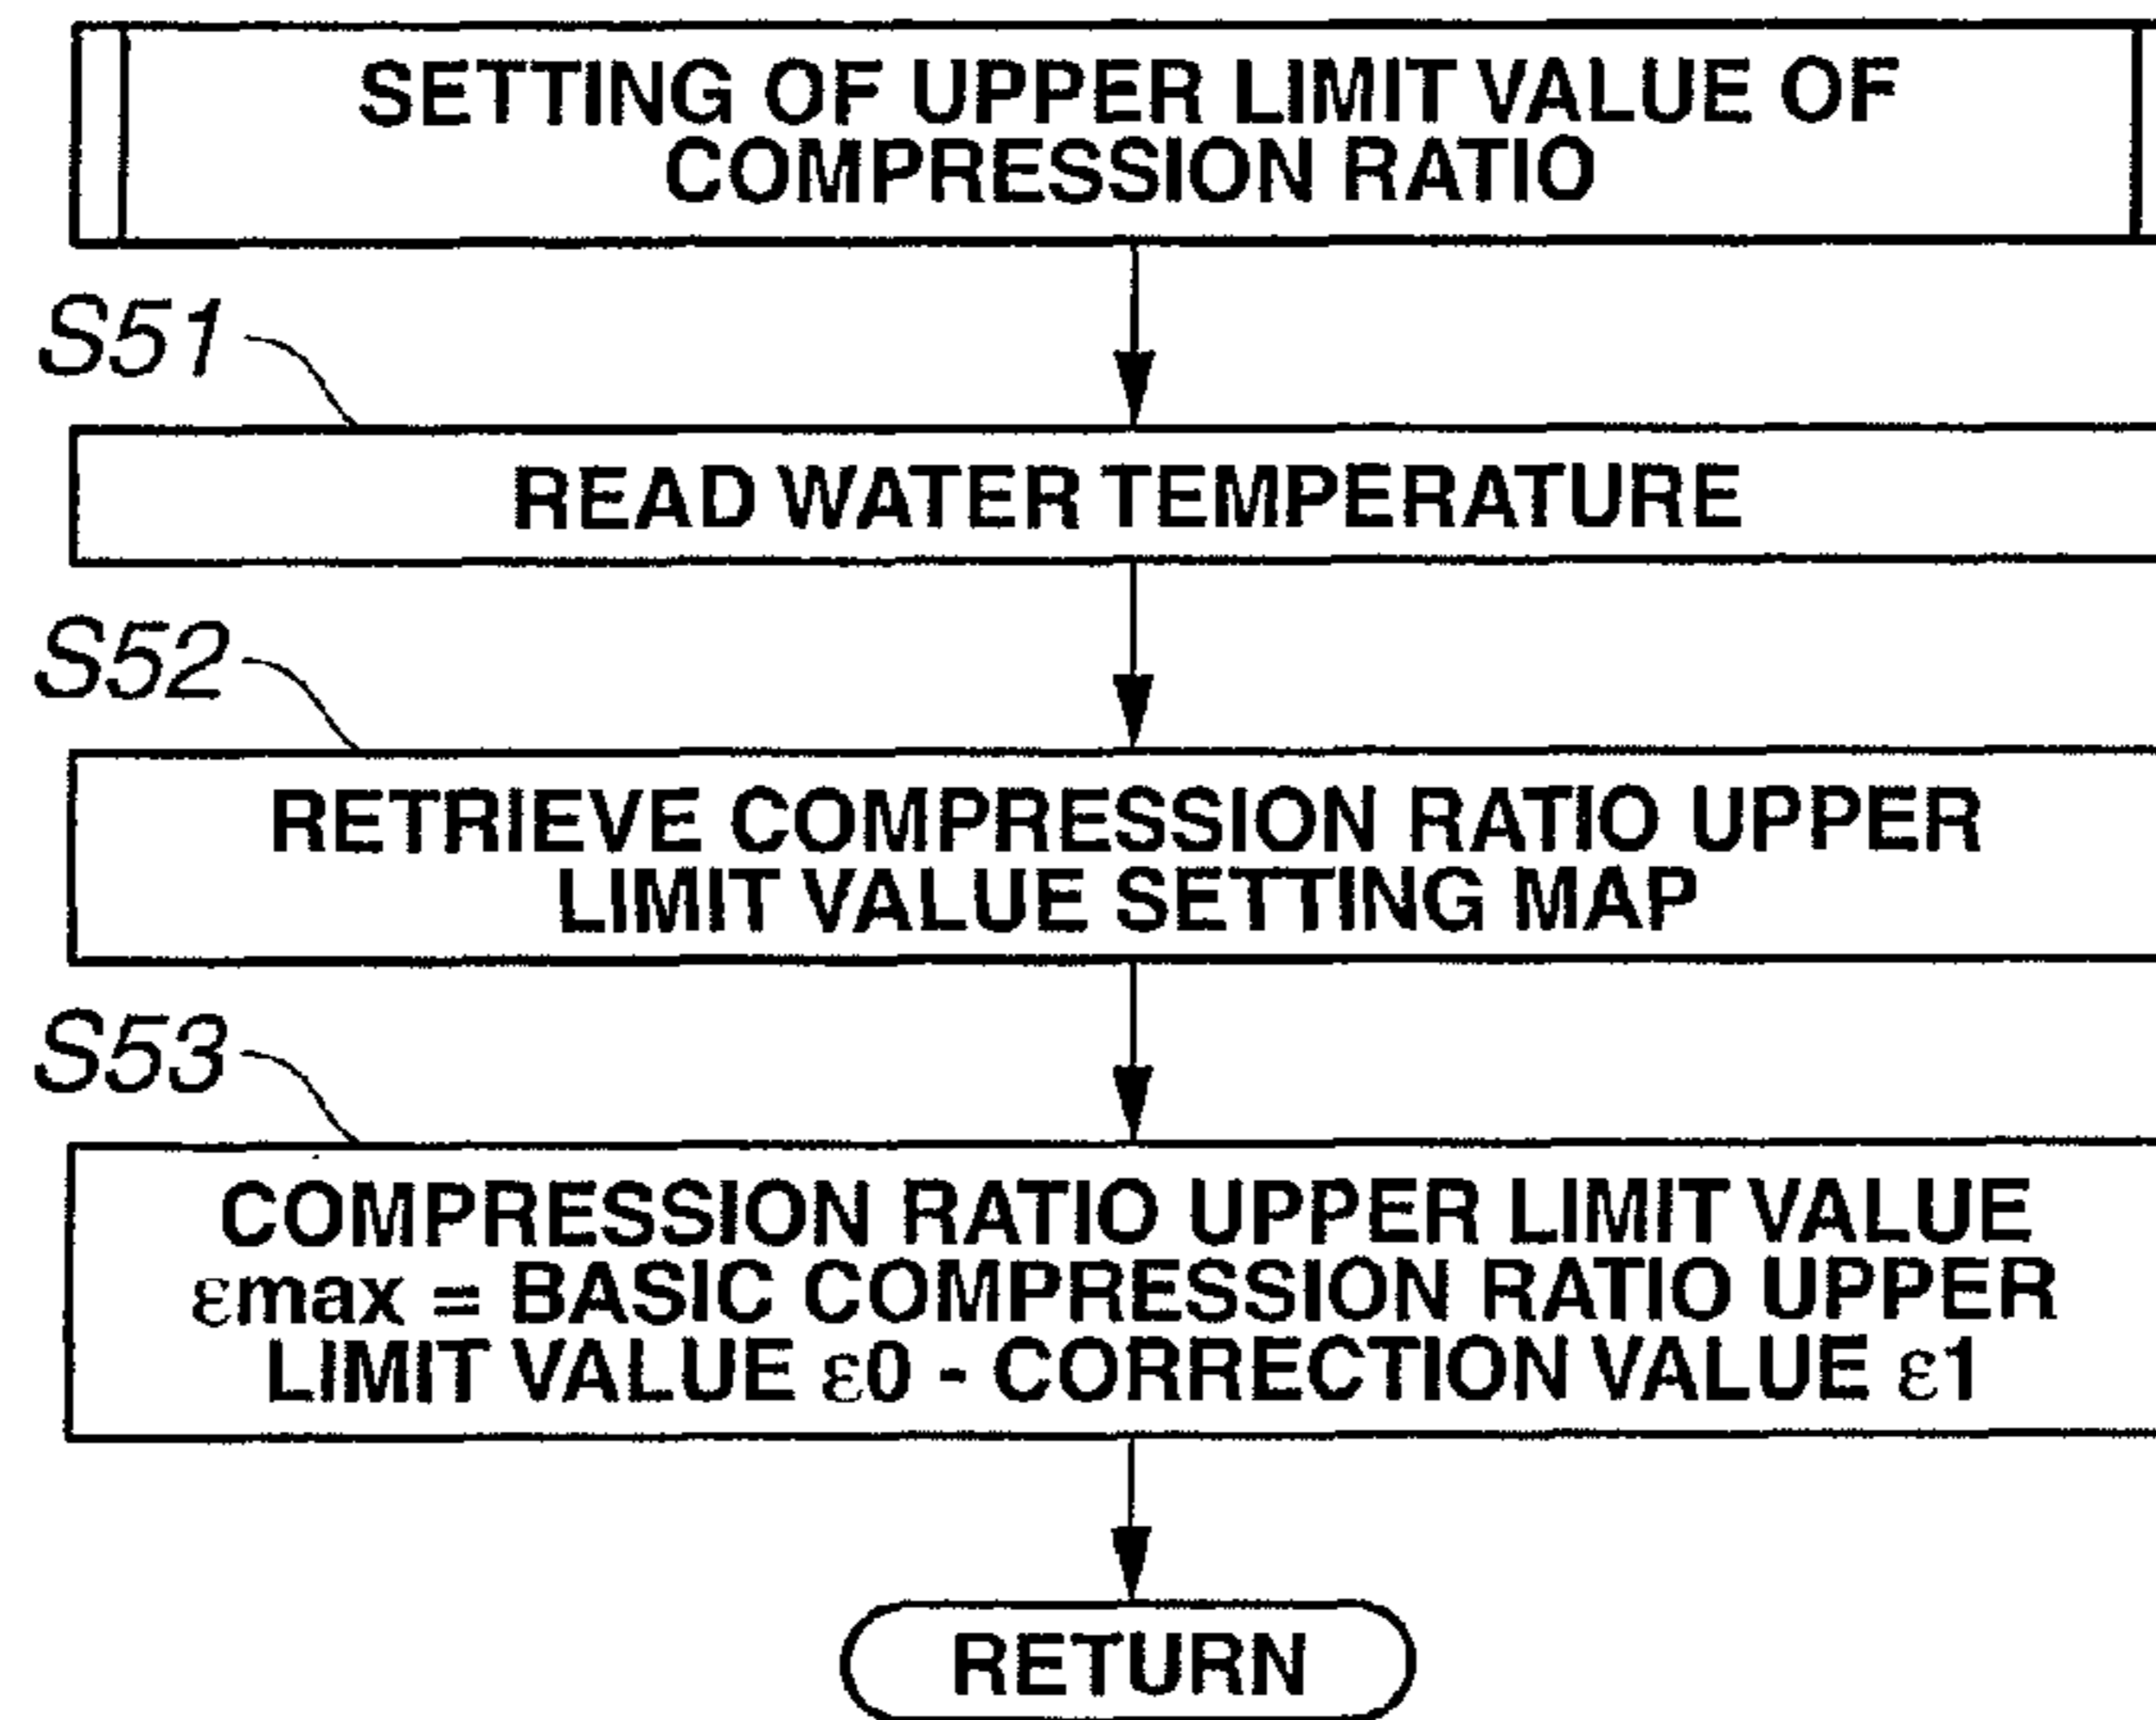 SETTING OF UPPER LIMIT VALUE OF
COMPRESSION RATIO
S51
READ WATER TEMPERATURE
S52
RETRIEVE COMPRESSION RATIO UPPER
LIMIT VALUE SETTING MAP
S53
COMPRESSION RATIO UPPER LIMIT VALUE
εmax = BASIC COMPRESSION RATIO UPPER
LIMIT VALUE ε0 - CORRECTION VALUE ε1
RETURN